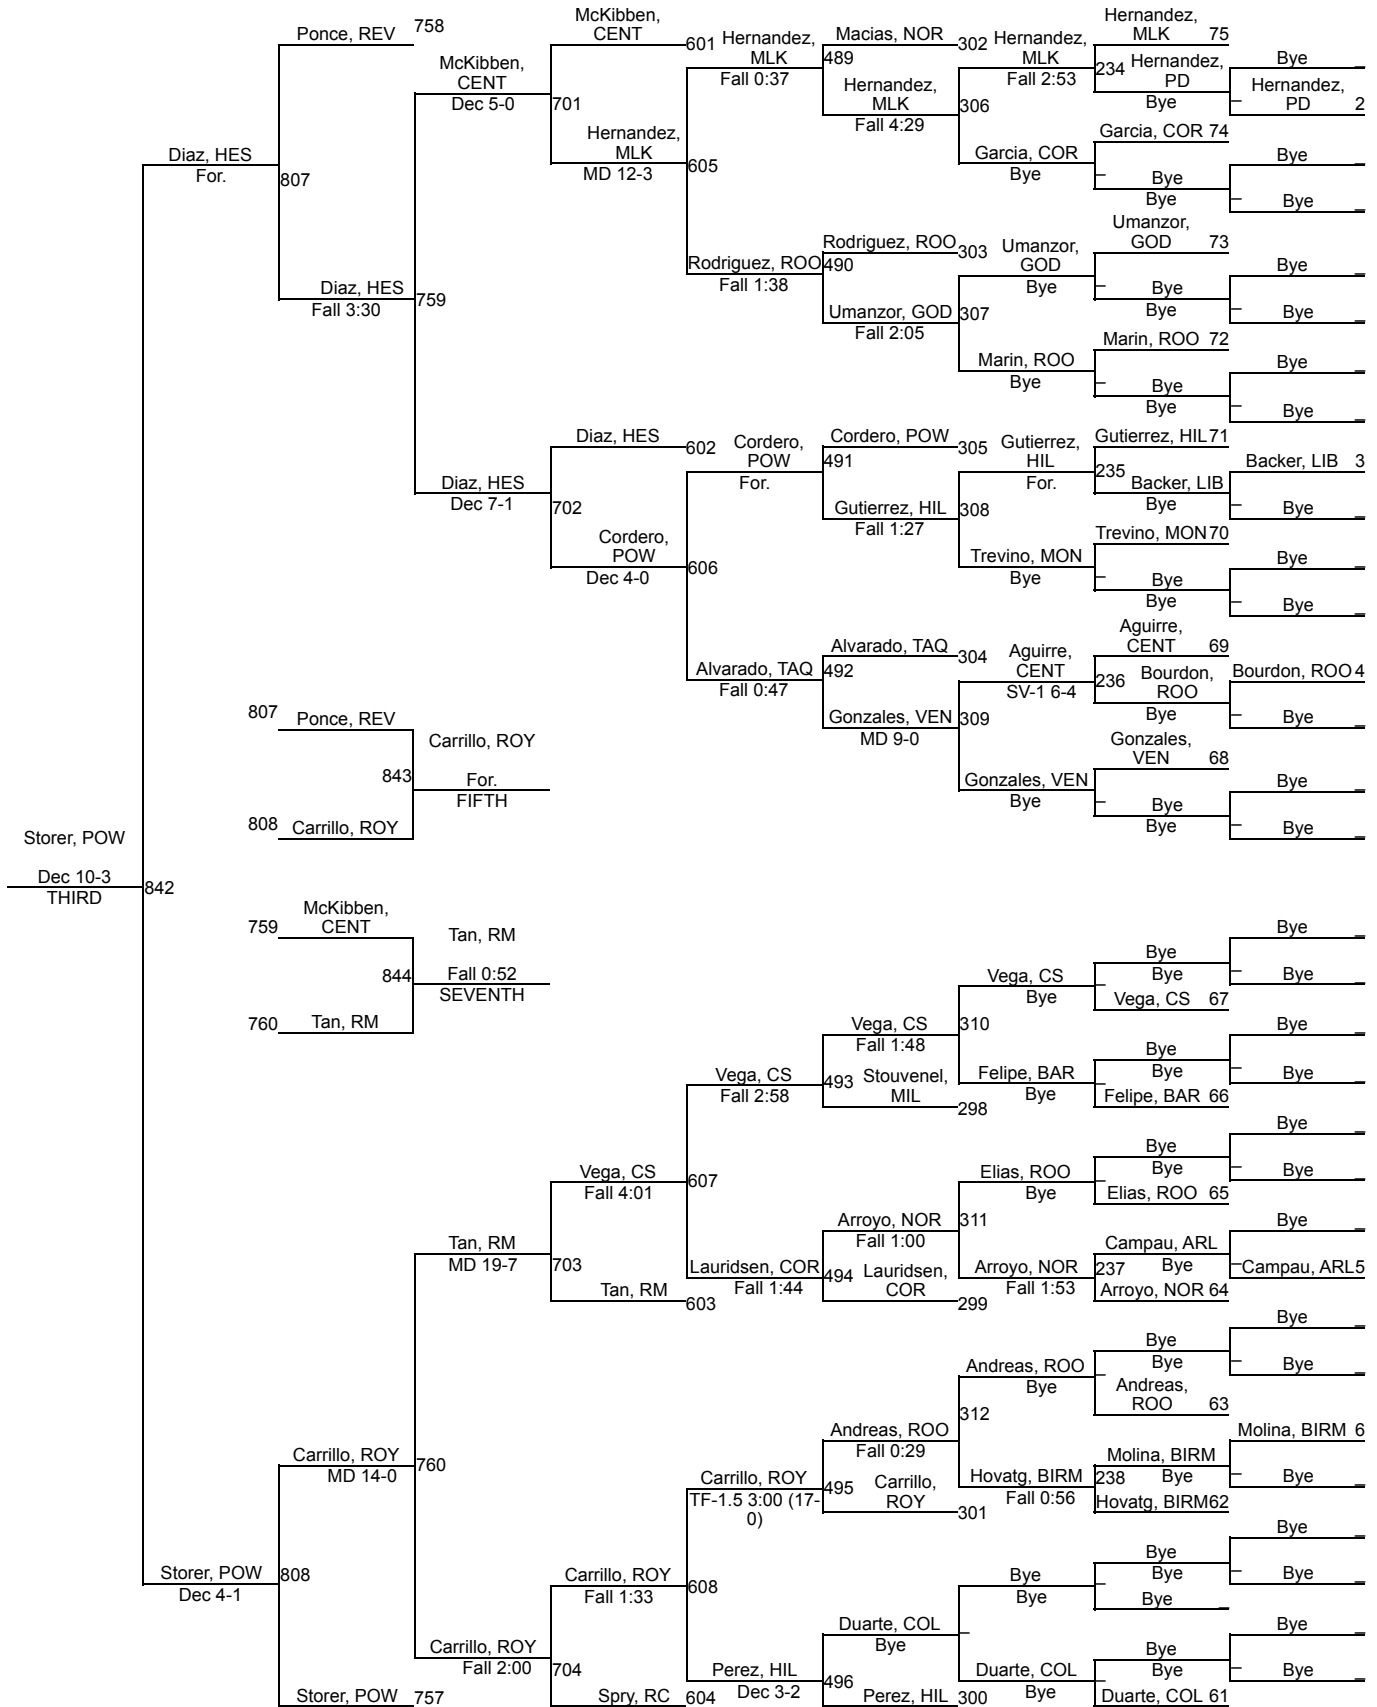 Ponce, REV 758
McKibben,
CENT
Dec 5-0
McKibben,
CENT 601
701
Hernandez,
MLK
MD 12-3
Hernandez,
MLK
Fall 0:37
605
Macias, NOR 302
489
Hernandez,
MLK
Fall 4:29
Hernandez,
MLK
Fall 2:53
306
Garcia, COR
Bye
Hernandez,
MLK 75
234 Hernandez,
PD
Bye
Bye _
_ Hernandez,
PD 2
Garcia, COR 74
_ Bye
Bye
Bye _
_ Bye _
Diaz, HES
For.
807
Diaz, HES
Fall 3:30
759
Rodriguez, ROO
Fall 1:38
Rodriguez, ROO 303
490
Umanzor, GOD
Fall 2:05
Umanzor,
GOD
Bye
307
Marin, ROO
Bye
Umanzor,
GOD 73
_ Bye
Bye
Bye _
_ Bye _
Marin, ROO 72
_ Bye
Bye
Bye _
_ Bye _
Diaz, HES
Dec 7-1
Diaz, HES 602
702
Cordero,
POW
Dec 4-0
Cordero,
POW
For.
606
Cordero, POW 305
491
Gutierrez, HIL
Fall 1:27
Gutierrez,
HIL
For.
308
Trevino, MON
Bye
Gutierrez, HIL 71
235 Backer, LIB
Bye
Backer, LIB 3
_ Bye _
Trevino, MON 70
_ Bye
Bye
Bye _
_ Bye _
Alvarado, TAQ
Fall 0:47
Alvarado, TAQ 304
492
Gonzales, VEN
MD 9-0
Aguirre,
CENT
SV-1 6-4
309
Gonzales, VEN
Bye
Aguirre,
CENT 69
236 Bourdon,
ROO
Bye
Bourdon, ROO 4
_ Bye _
Gonzales,
VEN 68
_ Bye
Bye
Bye _
_ Bye _
807 Ponce, REV
843
808 Carrillo, ROY
Carrillo, ROY
For.
FIFTH
Storer, POW
Dec 10-3
THIRD
842
759 McKibben,
CENT
844
760 Tan, RM
Tan, RM
Fall 0:52
SEVENTH
Vega, CS
Fall 2:58
Vega, CS
Fall 1:48
493 Stouvenel,
MIL 298
Vega, CS
Bye
310
Felipe, BAR
Bye
Bye
Bye
_
Vega, CS 67
Bye _
_ Bye _
Bye
Bye
_
Felipe, BAR 66
Bye _
_ Bye _
Tan, RM
MD 19-7
Vega, CS
Fall 4:01
703
Tan, RM 603
607
Lauridsen, COR
Fall 1:44
Arroyo, NOR
Fall 1:00
494 Lauridsen,
COR 299
Elias, ROO
Bye
311
Arroyo, NOR
Fall 1:53
Bye
Bye
_
Elias, ROO 65
Bye _
_ Bye _
Campau, ARL
237 Bye
Arroyo, NOR 64
Bye _
_ Campau, ARL 5
Storer, POW
Dec 4-1
808
Carrillo, ROY
MD 14-0
760
Storer, POW 757
Carrillo, ROY
Fall 2:00
Carrillo, ROY
Fall 1:33
704
Spry, RC 604
Carrillo, ROY
TF-1.5 3:00 (17-
0)
608
Andreas, ROO
Fall 0:29
495 Carrillo,
ROY 301
Andreas, ROO
Bye
312
Hovatg, BIRM
Fall 0:56
Bye
Bye
_
Andreas,
ROO 63
Bye _
_ Bye _
Molina, BIRM
238 Bye
Hovatg, BIRM 62
Molina, BIRM 6
_ Bye _
Perez, HIL
Dec 3-2
Duarte, COL
Bye
496
Perez, HIL 300
Bye
Bye
_
Duarte, COL
Bye
Bye
Bye
_
Bye _
Bye _
_ Bye _
Bye
Bye
_
Duarte, COL 61
Bye _
_ Bye _